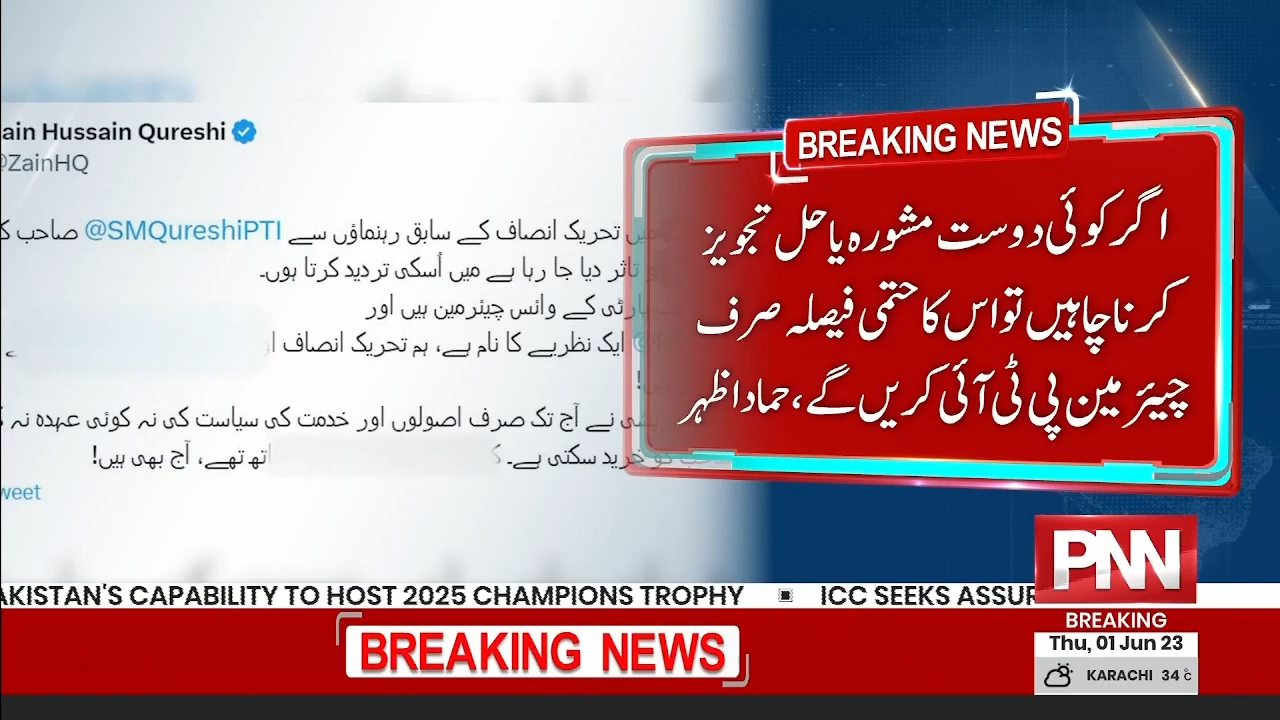 ain Hussain Qureshi
@ZainHQ
میں تحریک انصاف کے سابق رہنماؤں سے @SMQureshiPTI صاحب
تاثر دیا جا رہا ہے میں اُسکی تردید کرتا ہوں۔
پارٹی کے وائس چیئرمین ہیں اور
ایک نظریے کا نام ہے، ہم تحریک انصاف
نے آج تک صرف اصولوں اور خدمت کی سیاست کی نہ کوئی عہدہ نہ
کو خرید سکتی ہے۔
تھے، آج بھی ہیں!
weet
BREAKING NEWS
اگر کوئی دوست مشورہ یا حل تجویز
کرنا چاہیں تو اس کا حتمی فیصلہ صرف
چیئرمین پی ٹی آئی کریں گے، حماد اظہر
PNN
AKISTAN'S CAPABILITY TO HOST 2025 CHAMPIONS TROPHY ICC SEEKS ASSUR
BREAKING NEWS
BREAKING
Thu, 01 Jun 23
KARACHI 34°C